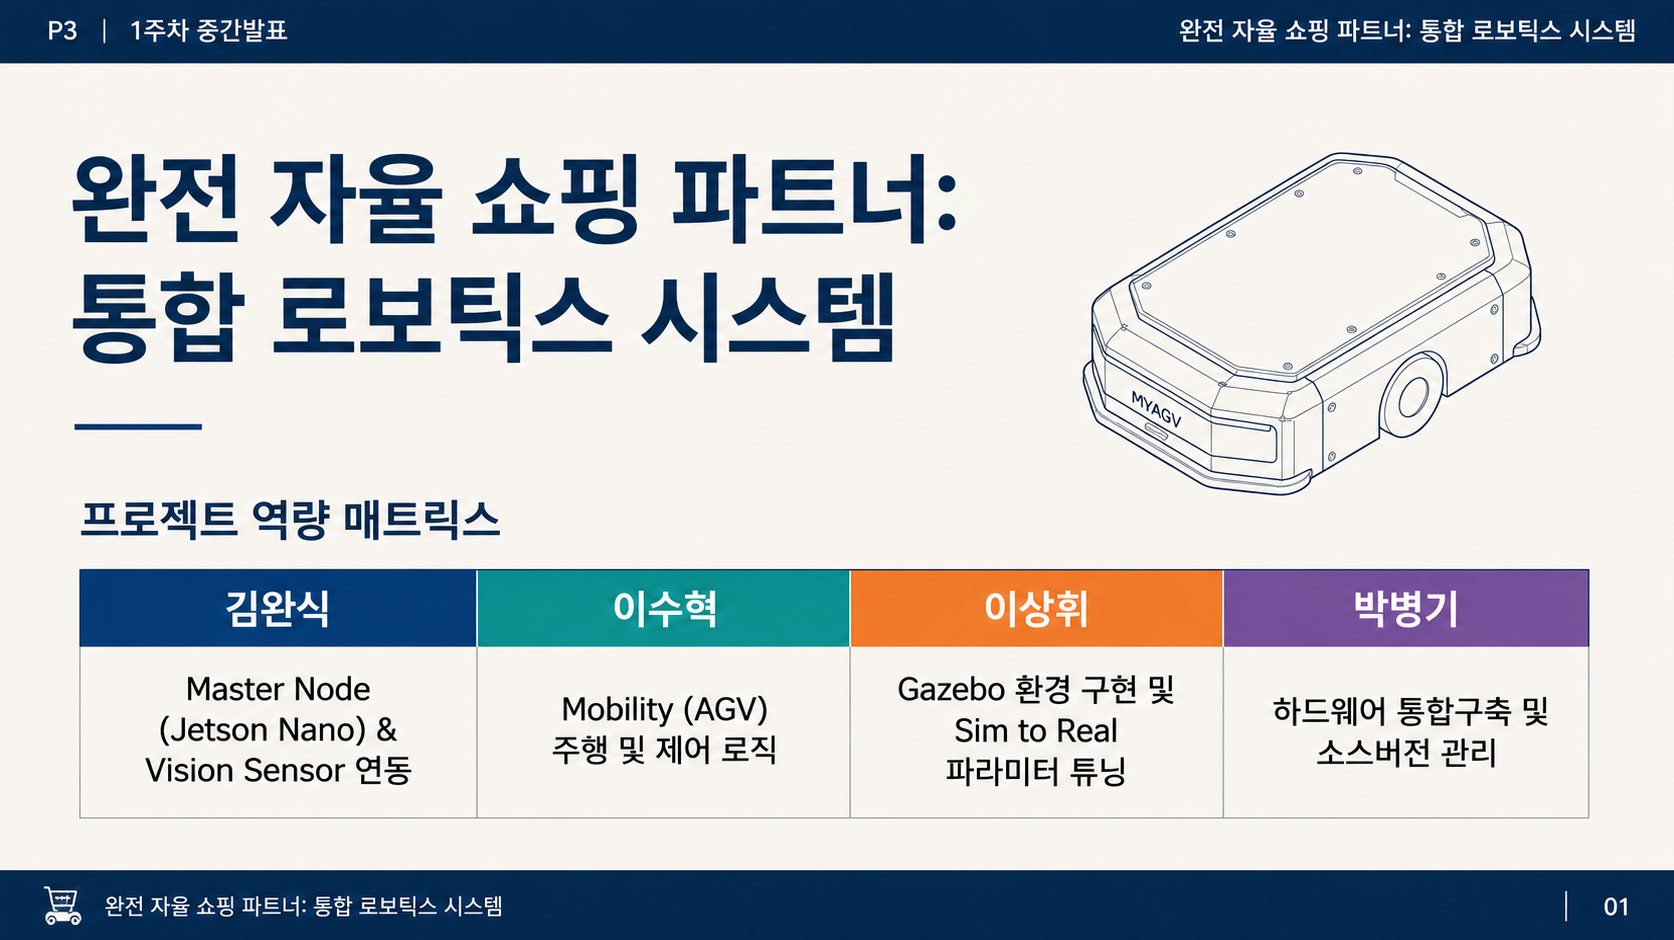 P3 | 1주차 중간발표
완전 자율 쇼핑 파트너: 통합 로보틱스 시스템
완전 자율 쇼핑 파트너:
통합 로보틱스 시스템
MYAGV
프로젝트 역량 매트릭스
김완식
Master Node
(Jetson Nano) &
Vision Sensor 연동
이수혁
Mobility (AGV)
주행 및 제어 로직
이상휘
Gazebo 환경 구현 및
Sim to Real
파라미터 튜닝
박병기
하드웨어 통합구축 및
소스버전 관리
완전 자율 쇼핑 파트너: 통합 로보틱스 시스템
| 01